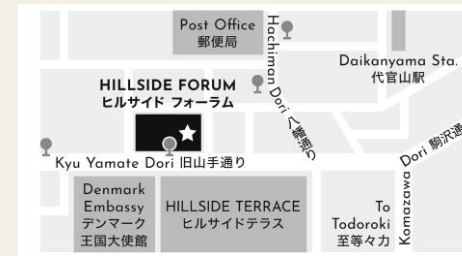 Post Office
郵便局
Hachiman Dori 八幡通り
Daikanyama Sta.
代官山駅
HILLSIDE FORUM
ヒルサイド フォーラム
Kyu Yamate Dori 旧山手通り
Komazawa Dori 駒沢通
Denmark
Embassy
デンマーク
王国大使館
HILLSIDE TERRACE
ヒルサイドテラス
To
Todoroki
至等々力